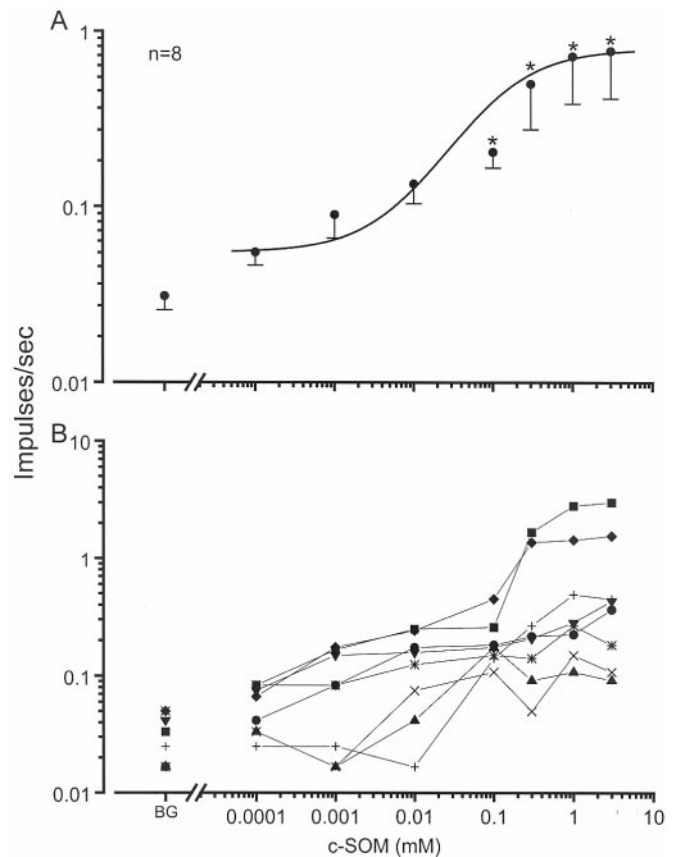 A
n=8
1
0.1
0.01
* * * *
Impulses/sec
B
10
1
0.1
0.01
BG 0.0001 0.001 0.01 0.1 1 10
c-SOM (mM)